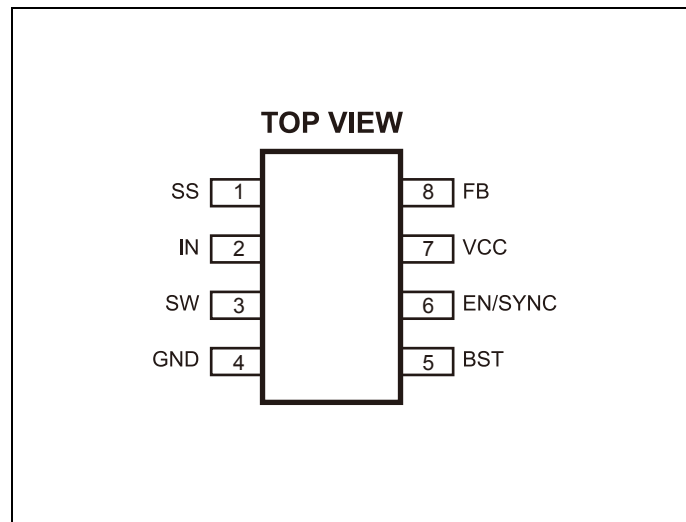 TOP VIEW
SS 1 8 FB
IN 2 7 VCC
SW 3 6 EN/SYNC
GND 4 5 BST